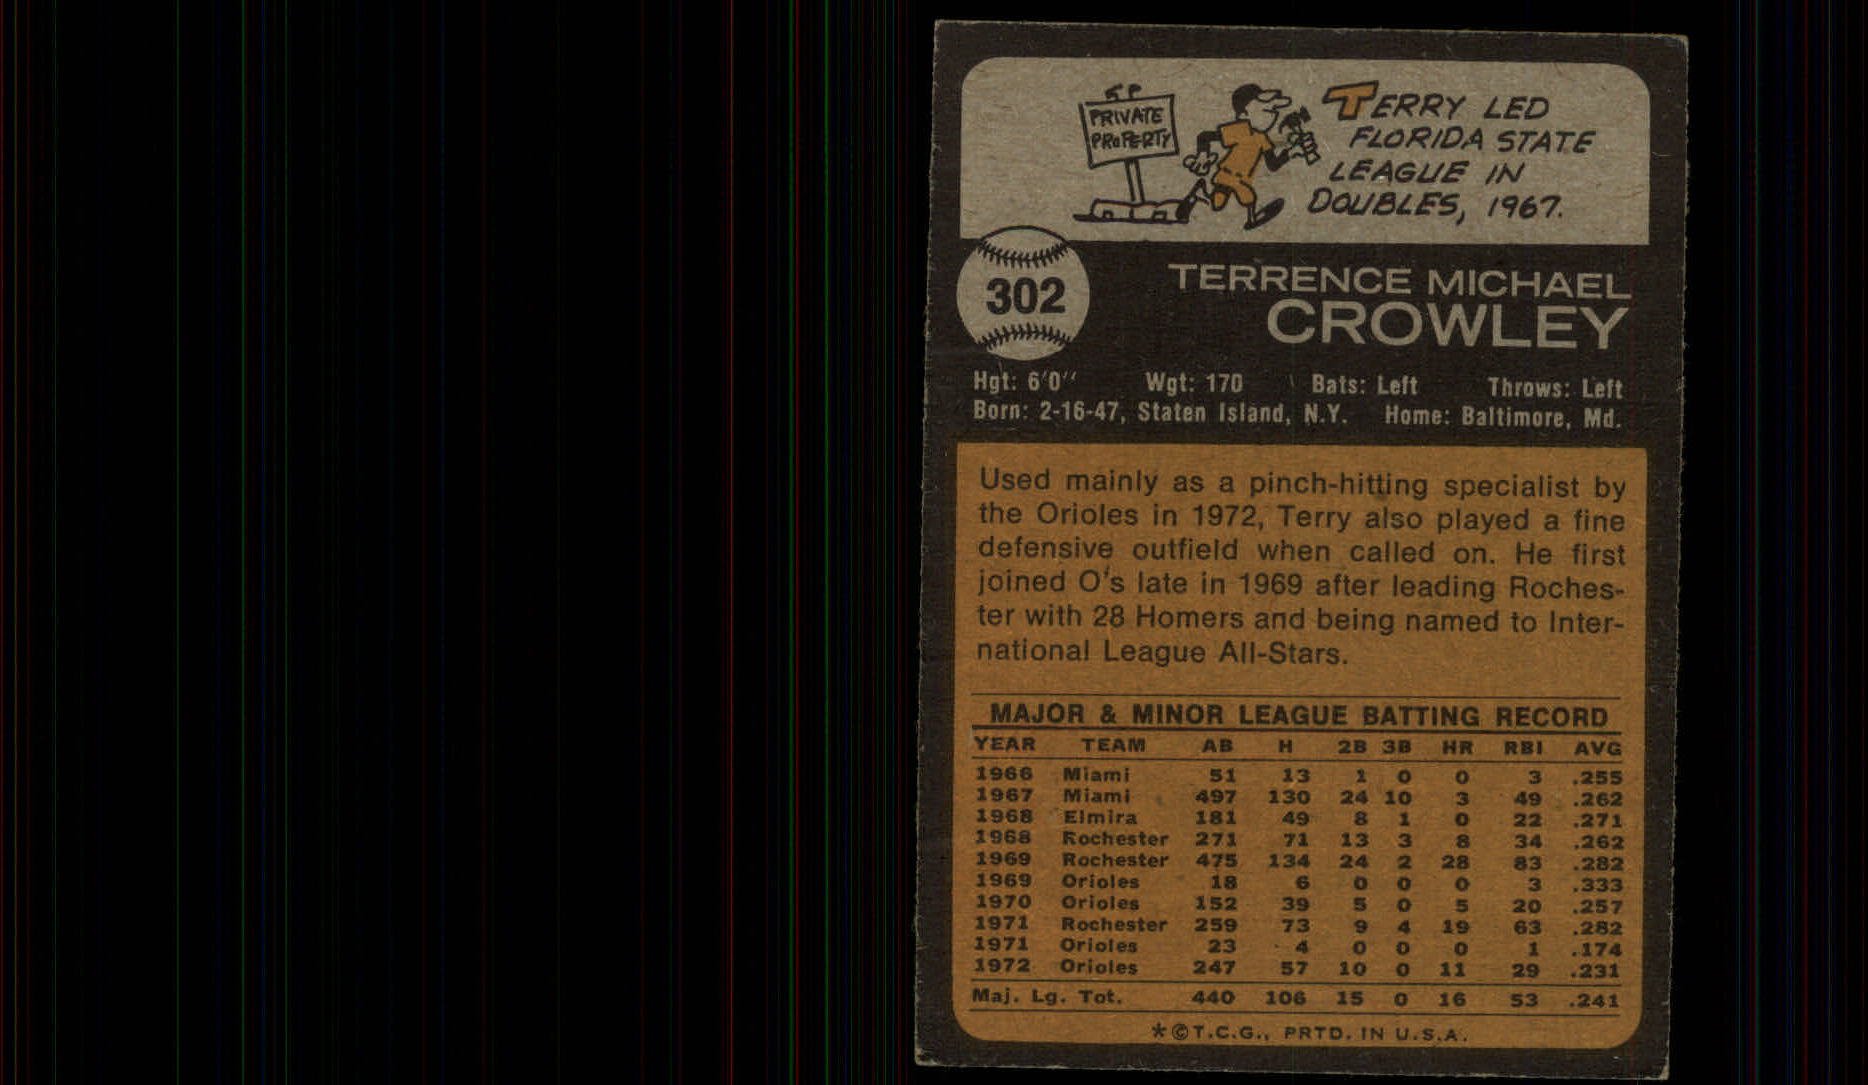 PRIVATE
PROPERTY
TERRY LED
FLORIDA STATE
LEAGUE IN
DOUBLES, 1967.
302
TERRENCE MICHAEL
CROWLEY
Hgt: 6'0" Wgt: 170 Bats: Left Throws: Left
Born: 2-16-47, Staten Island, N.Y. Home: Baltimore, Md.
Used mainly as a pinch-hitting specialist by
the Orioles in 1972, Terry also played a fine
defensive outfield when called on. He first
joined O's late in 1969 after leading Roches-
ter with 28 Homers and being named to Inter-
national League All-Stars.
MAJOR & MINOR LEAGUE BATTING RECORD
YEAR TEAM AB H 2B 3B HR RBI AVG
1966 Miami 51 13 1 0 0 3 .255
1967 Miami 497 130 24 10 3 49 .262
1968 Elmira 181 49 8 1 0 22 .271
1968 Rochester 271 71 13 3 8 34 .262
1969 Rochester 475 134 24 2 28 83 .282
1969 Orioles 18 6 0 0 0 3 .333
1970 Orioles 152 39 5 0 5 20 .257
1971 Rochester 259 73 9 4 19 63 .282
1971 Orioles 23 4 0 0 0 1 .174
1972 Orioles 247 57 10 0 11 29 .231
Maj. Lg. Tot. 440 106 15 0 16 53 .241
*©T.C.G., PRTD. IN U.S.A.